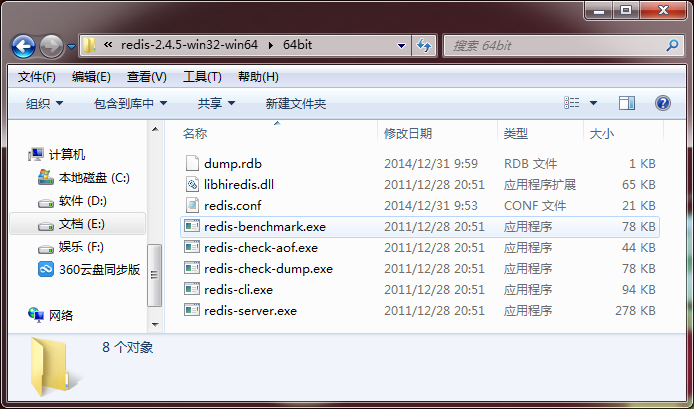 « redis-2.4.5-win32-win64 ▸ 64bit
搜索 64bit
文件(F) 编辑(E) 查看(V) 工具(T) 帮助(H)
组织 包含到库中 共享 新建文件夹
名称 修改日期 类型 大小
计算机
本地磁盘 (C:)
软件 (D:)
文档 (E:)
娱乐 (F:)
360云盘同步版
网络
dump.rdb 2014/12/31 9:59 RDB 文件 1 KB
libhiredis.dll 2011/12/28 20:51 应用程序扩展 65 KB
redis.conf 2014/12/31 9:53 CONF 文件 21 KB
redis-benchmark.exe 2011/12/28 20:51 应用程序 78 KB
redis-check-aof.exe 2011/12/28 20:51 应用程序 44 KB
redis-check-dump.exe 2011/12/28 20:51 应用程序 78 KB
redis-cli.exe 2011/12/28 20:51 应用程序 94 KB
redis-server.exe 2011/12/28 20:51 应用程序 278 KB
8 个对象